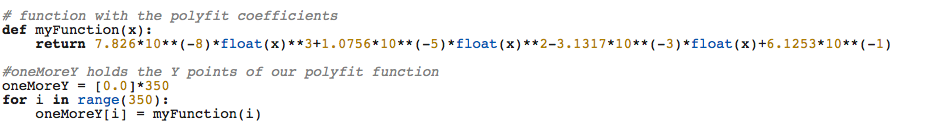 # function with the polyfit coefficients
def myFunction(x):
    return 7.826*10**(-8)*float(x)**3+1.0756*10**(-5)*float(x)**2-3.1317*10**(-3)*float(x)+6.1253*10**(-1)
#oneMoreY holds the Y points of our polyfit function
oneMoreY = [0.0]*350
for i in range(350):
    oneMoreY[i] = myFunction(i)